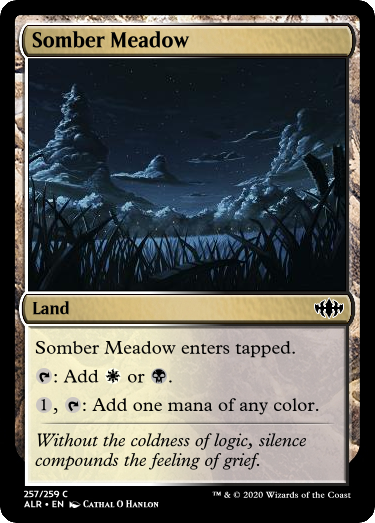 Somber Meadow
Land
Somber Meadow enters tapped.
: Add or .
1, : Add one mana of any color.
Without the coldness of logic, silence
compounds the feeling of grief.
257/259 C
ALR • EN Cathal O Hanlon
™ & © 2020 Wizards of the Coast